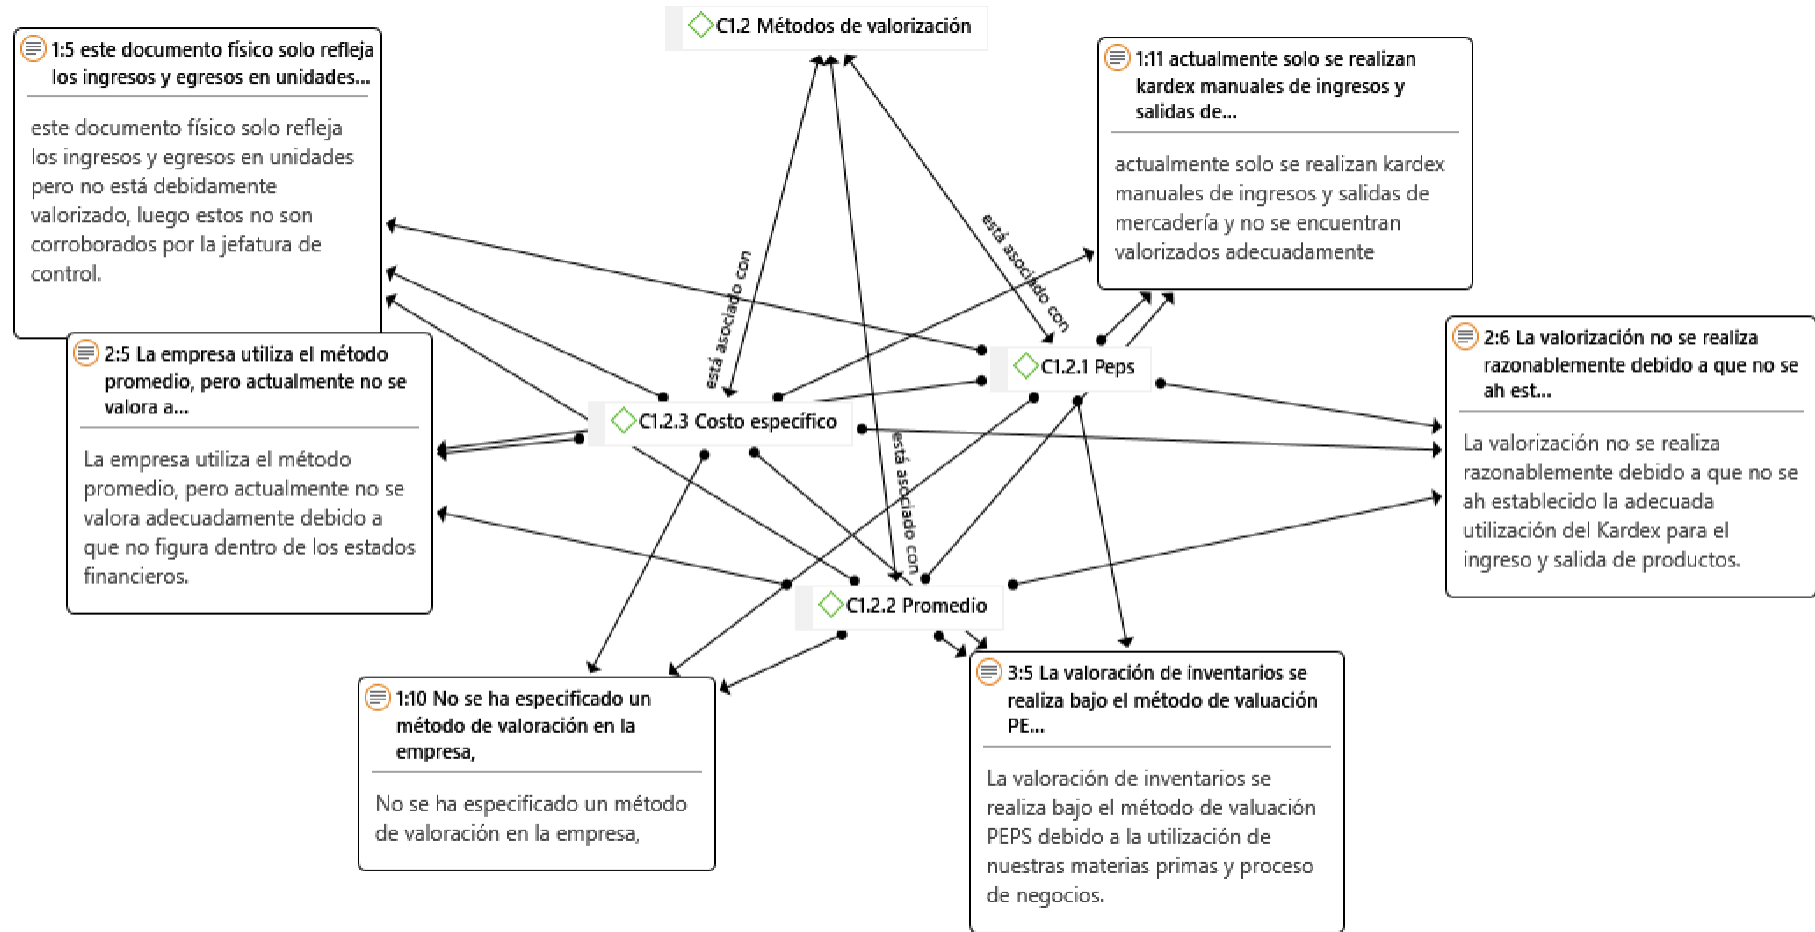 C1.2 Métodos de valorización
1:5 este documento físico solo refleja
los ingresos y egresos en unidades...
este documento físico solo refleja
los ingresos y egresos en unidades
pero no está debidamente
valorizado, luego estos no son
corroborados por la jefatura de
control.
1:11 actualmente solo se realizan
kardex manuales de ingresos y
salidas de...
actualmente solo se realizan kardex
manuales de ingresos y salidas de
mercadería y no se encuentran
valorizados adecuadamente
está asociado con
está asociado con
está asociado con
2:5 La empresa utiliza el método
promedio, pero actualmente no se
valora a...
La empresa utiliza el método
promedio, pero actualmente no se
valora adecuadamente debido a
que no figura dentro de los estados
financieros.
C1.2.1 Peps
C1.2.3 Costo específico
C1.2.2 Promedio
2:6 La valorización no se realiza
razonablemente debido a que no se
ah est...
La valorización no se realiza
razonablemente debido a que no se
ah establecido la adecuada
utilización del Kardex para el
ingreso y salida de productos.
1:10 No se ha especificado un
método de valoración en la
empresa,
No se ha especificado un método
de valoración en la empresa,
3:5 La valoración de inventarios se
realiza bajo el método de valuación
PE...
La valoración de inventarios se
realiza bajo el método de valuación
PEPS debido a la utilización de
nuestras materias primas y proceso
de negocios.